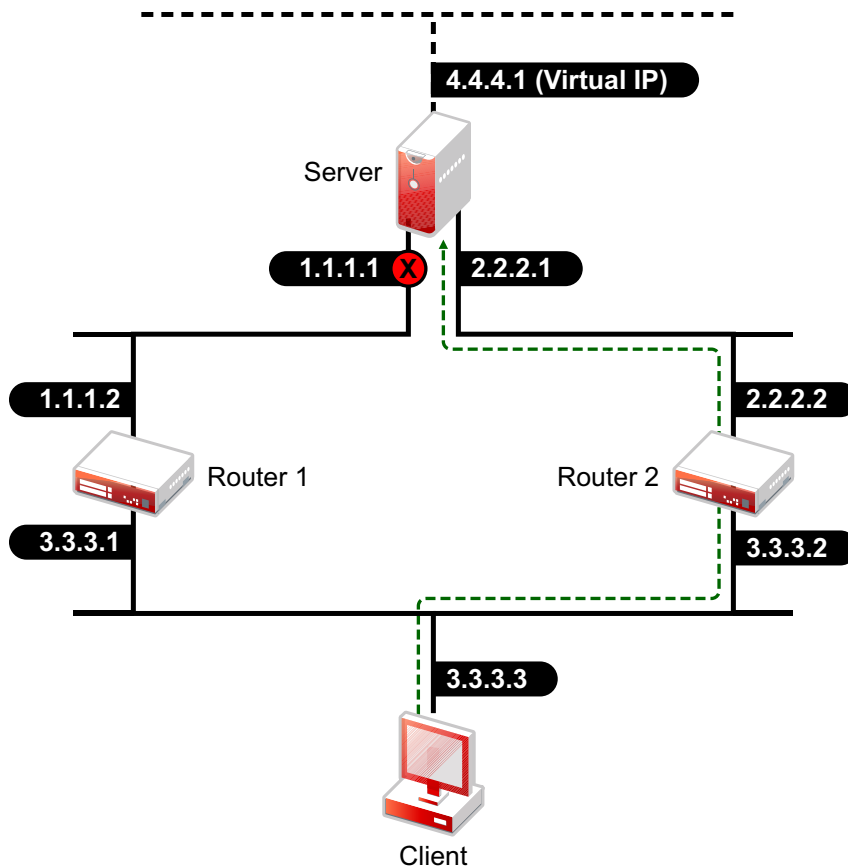 4.4.4.1 (Virtual IP)
Server
1.1.1.1
X
2.2.2.1
1.1.1.2
2.2.2.2
Router 1
Router 2
3.3.3.1
3.3.3.2
3.3.3.3
Client